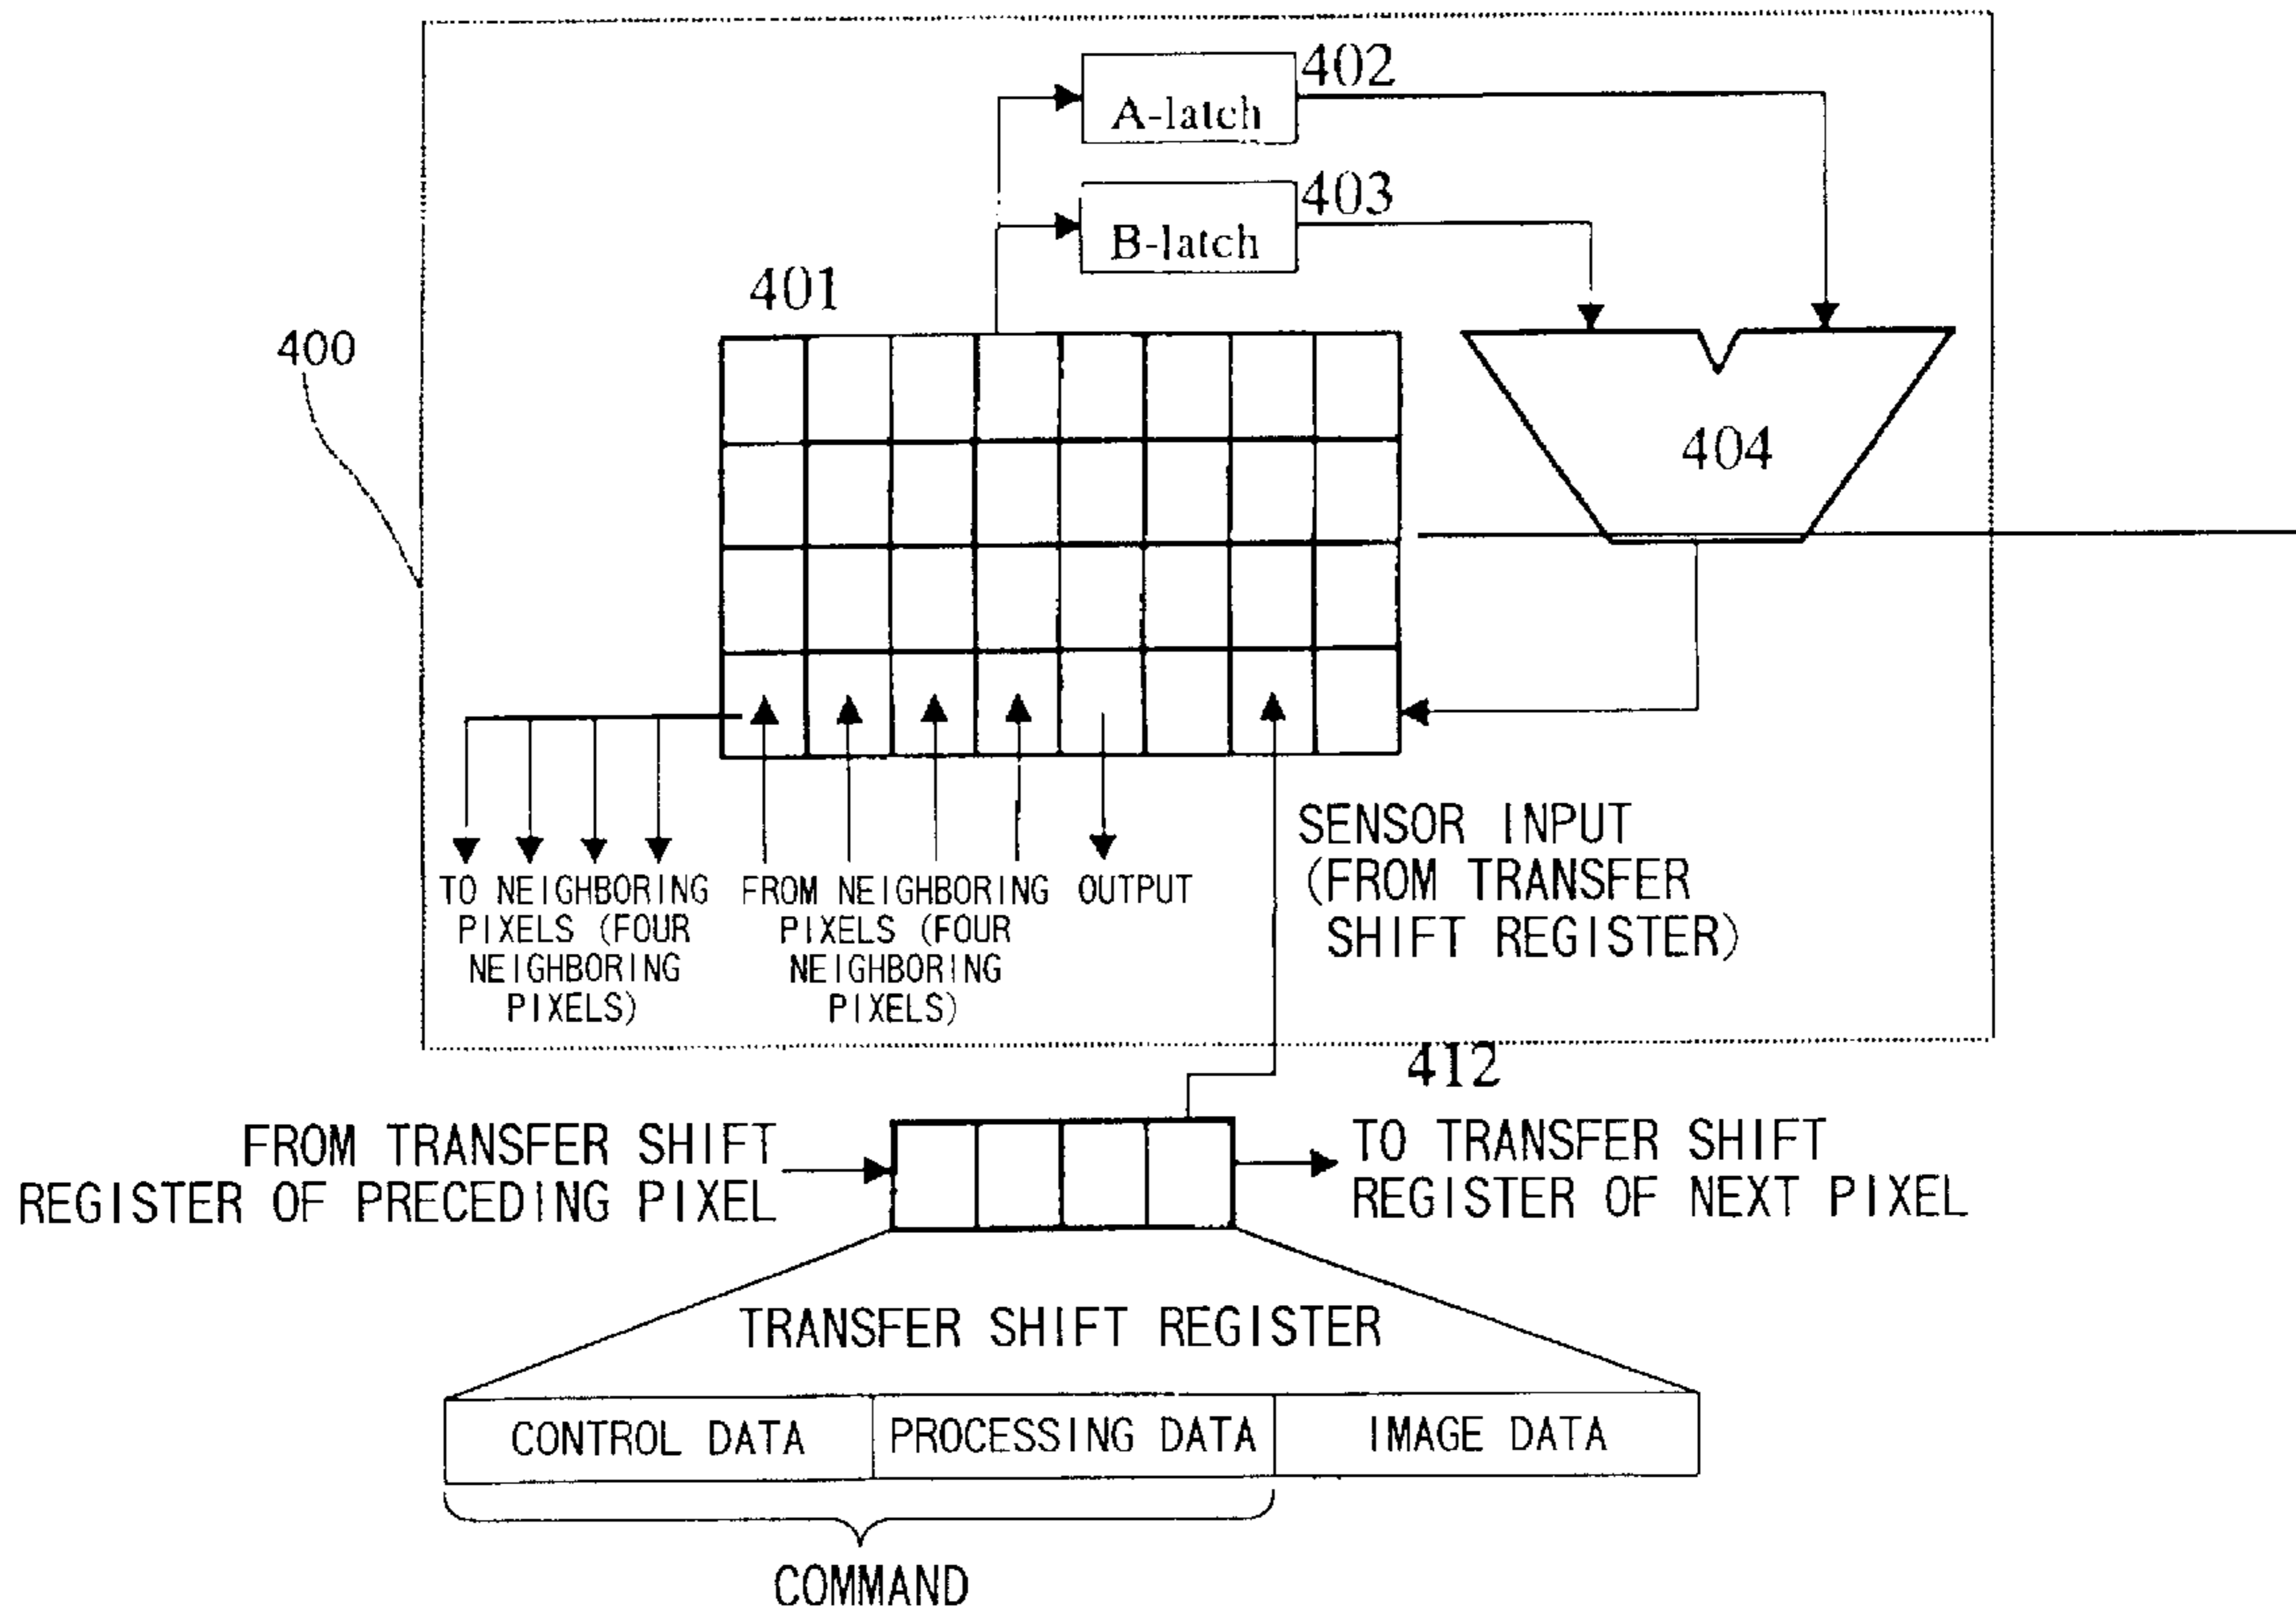 402
A-latch
403
B-latch
401
400
404
SENSOR INPUT
(FROM TRANSFER
SHIFT REGISTER)
TO NEIGHBORING
PIXELS (FOUR
NEIGHBORING
PIXELS)
FROM NEIGHBORING
PIXELS (FOUR
NEIGHBORING
PIXELS)
OUTPUT
412
FROM TRANSFER SHIFT
REGISTER OF PRECEDING PIXEL
TO TRANSFER SHIFT
REGISTER OF NEXT PIXEL
TRANSFER SHIFT REGISTER
CONTROL DATA
PROCESSING DATA
IMAGE DATA
COMMAND